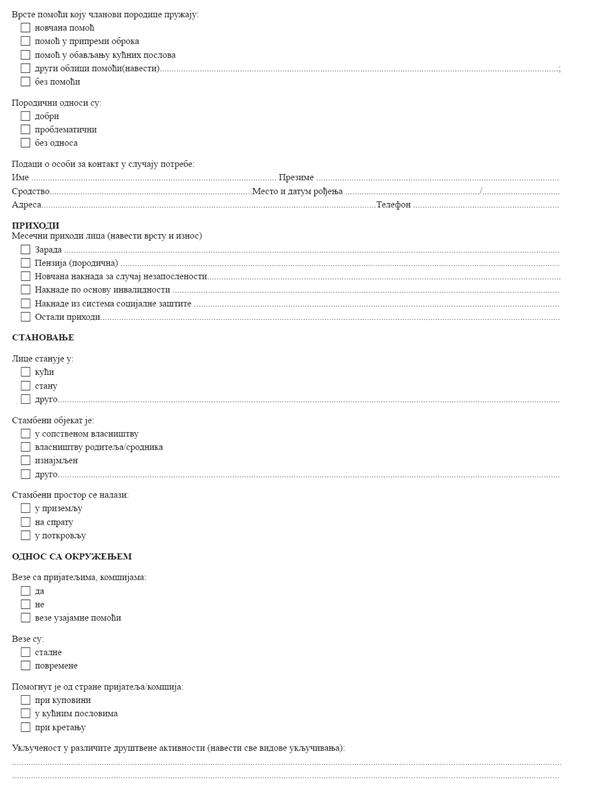 Врсте помоћи коју чланови породице пружају:
новчана помоћ
помоћ у припреми оброка
помоћ у обављању кућних послова
други облици помоћи(навести)....................;
без помоћи
Породични односи су:
добри
проблематични
без односа
Подаци о особи за контакт у случају потребе:
Име .................... Презиме ....................
Сродство....................Место и датум рођења ..................../....................
Адреса....................Телефон ....................
ПРИХОДИ
Месечни приходи лица (навести врсту и износ)
Зарада ....................
Пензија (породична) ....................
Новчана накнада за случај незапослености....................
Накнаде по основу инвалидности ....................
Накнаде из система социјалне заштите ....................
Остали приходи....................
СТАНОВАЊЕ
Лице станује у:
кући
стану
друго....................
Стамбени објекат је:
у сопственом власништву
власништву родитеља/сродника
изнајмљен
друго....................
Стамбени простор се налази:
у приземљу
на спрату
у поткровљу
ОДНОС СА ОКРУЖЕЊЕМ
Везе са пријатељима, комшијама:
да
не
везе узајамне помоћи
Везе су:
сталне
повремене
Помогнут је од стране пријатеља/комшија:
при куповини
у кућним пословима
при кретању
Укљученост у различите друштвене активности (навести све видове укључивања):
....................
....................